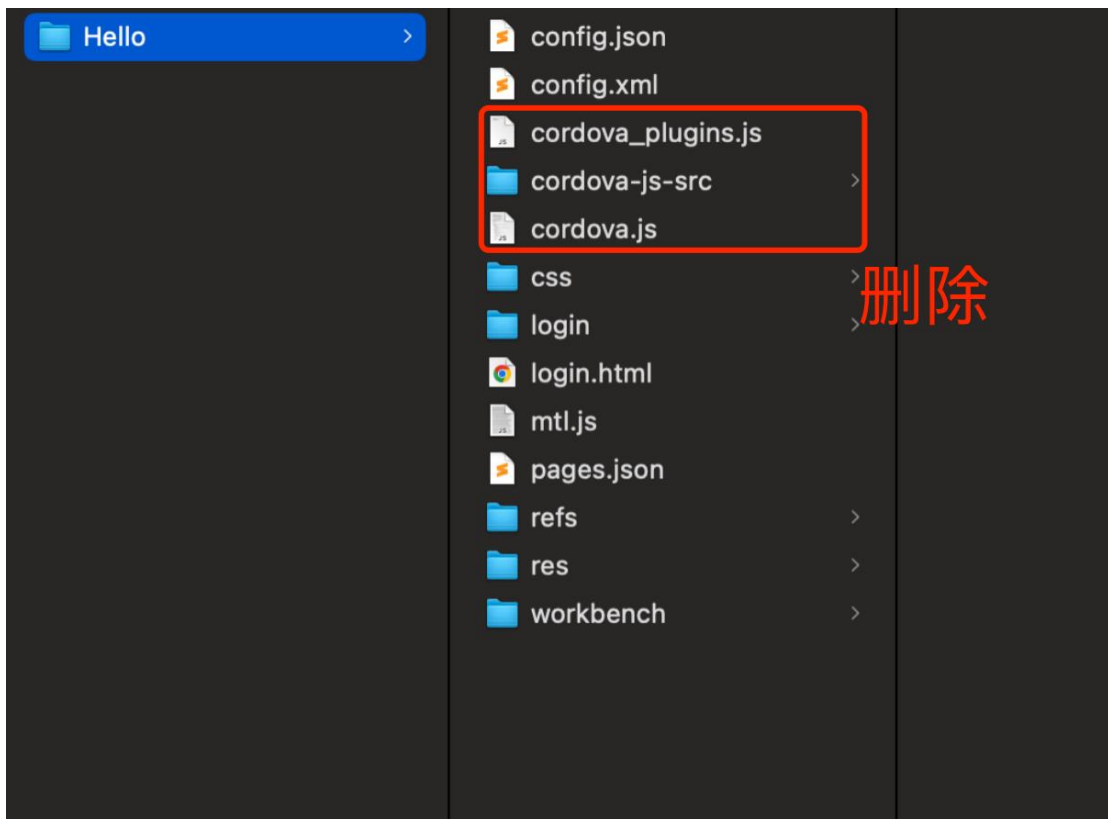 Hello
config.json
config.xml
cordova_plugins.js
cordova-js-src
cordova.js
css
login
删除
login.html
mtl.js
pages.json
refs
res
workbench